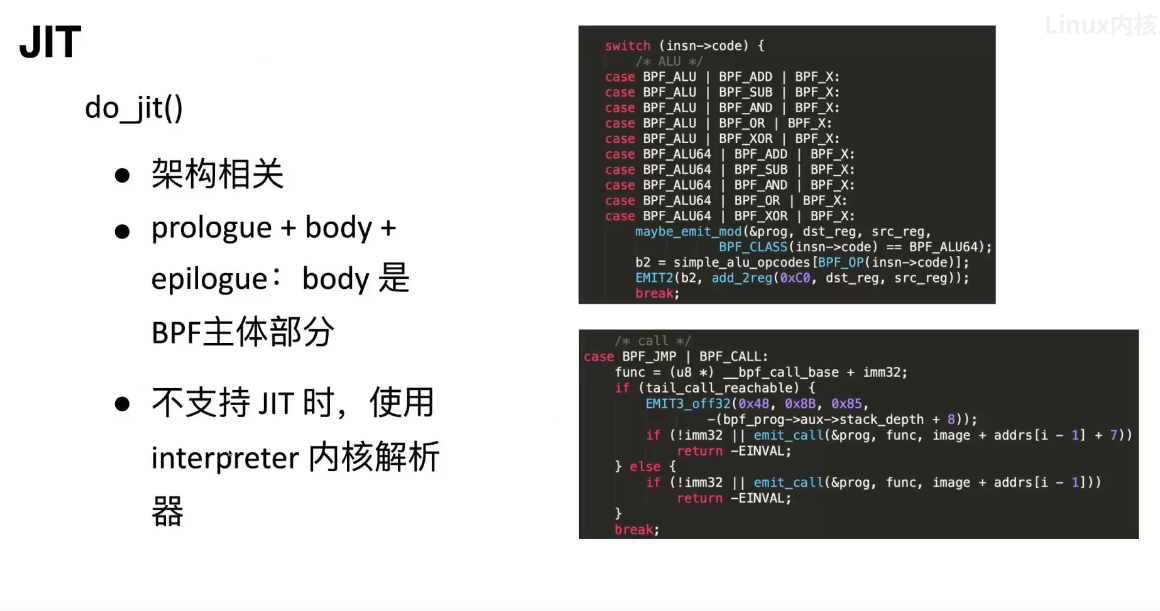 JIT
Linux内核
do_jit()
● 架构相关
● prologue + body +
epilogue：body 是
BPF主体部分
● 不支持 JIT 时，使用
interpreter 内核解析
器
switch (insn->code) {
/* ALU */
case BPF_ALU | BPF_ADD | BPF_X:
case BPF_ALU | BPF_SUB | BPF_X:
case BPF_ALU | BPF_AND | BPF_X:
case BPF_ALU | BPF_OR | BPF_X:
case BPF_ALU | BPF_XOR | BPF_X:
case BPF_ALU64 | BPF_ADD | BPF_X:
case BPF_ALU64 | BPF_SUB | BPF_X:
case BPF_ALU64 | BPF_AND | BPF_X:
case BPF_ALU64 | BPF_OR | BPF_X:
case BPF_ALU64 | BPF_XOR | BPF_X:
maybe_emit_mod(&prog, dst_reg, src_reg,
BPF_CLASS(insn->code) == BPF_ALU64);
b2 = simple_alu_opcodes[BPF_OP(insn->code)];
EMIT2(b2, add_2reg(0xC0, dst_reg, src_reg));
break;
/* call */
case BPF_JMP | BPF_CALL:
func = (u8 *) __bpf_call_base + imm32;
if (tail_call_reachable) {
EMIT3_off32(0x48, 0x8B, 0x85,
-(bpf_prog->aux->stack_depth + 8));
if (!imm32 || emit_call(&prog, func, image + addrs[i - 1] + 7))
return -EINVAL;
} else {
if (!imm32 || emit_call(&prog, func, image + addrs[i - 1]))
return -EINVAL;
}
break;